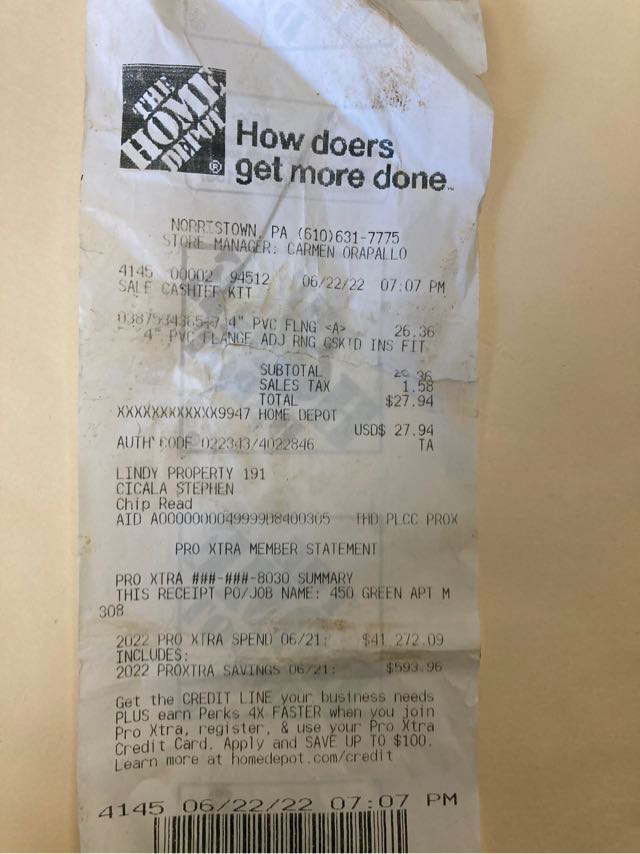 THE
HOME
DEPOT
®
How doers
get more done™
NORRISTOWN, PA (610)631-7775
STORE MANAGER: CARMEN ORAPALLO
4145 00002 94512 06/22/22 07:07 PM
SALE CASHIER
4" PVC FLNG <A> 26.36
4" PVC FLANGE ADJ RNG GSK'D INS FIT
SUBTOTAL 26.36
SALES TAX 1.58
TOTAL $27.94
XXXXXXXXXXXX9947 HOME DEPOT
USD$ 27.94
AUTH CODE 022343/4022846 TA
LINDY PROPERTY 191
CICALA STEPHEN
Chip Read
AID A0000000049999D8400305 THD PLCC PROX
PRO XTRA MEMBER STATEMENT
PRO XTRA ###-###-8030 SUMMARY
THIS RECEIPT PO/JOB NAME: 450 GREEN APT M
308
2022 PRO XTRA SPEND 06/21: $41,272.09
INCLUDES:
2022 PROXTRA SAVINGS 06/21: $593.96
Get the CREDIT LINE your business needs
PLUS earn Perks 4X FASTER when you join
Pro Xtra, register, & use your Pro Xtra
Credit Card. Apply and SAVE UP TO $100.
Learn more at homedepot.com/credit
4145 06/22/22 07:07 PM